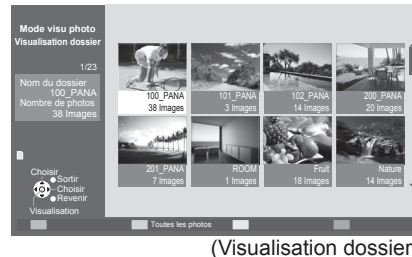 Mode visu photo
Visualisation dossier
1/23
Nom du dossier
100_PANA
Nombre de photos
38 Images
Choisir
Sortir
Choisir
Revenir
Visualisation
100_PANA
38 Images
101_PANA
3 Images
102_PANA
14 Images
200_PANA
20 Images
201_PANA
7 Images
ROOM
1 Images
Fruit
18 Images
Nature
14 Images
Toutes les photos
(Visualisation dossier